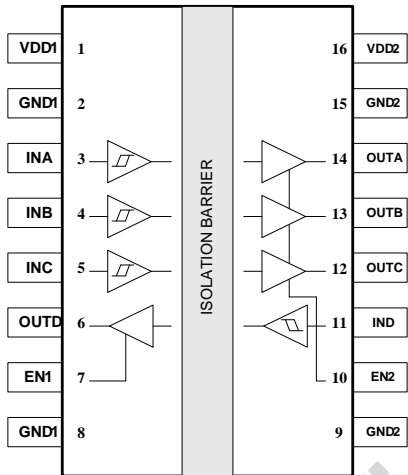 VDD1 1 16 VDD2
GND1 2 15 GND2
INA 3 14 OUTA
INB 4 13 OUTB
INC 5 12 OUTC
OUTD 6 11 IND
EN1 7 10 EN2
GND1 8 9 GND2
ISOLATION BARRIER